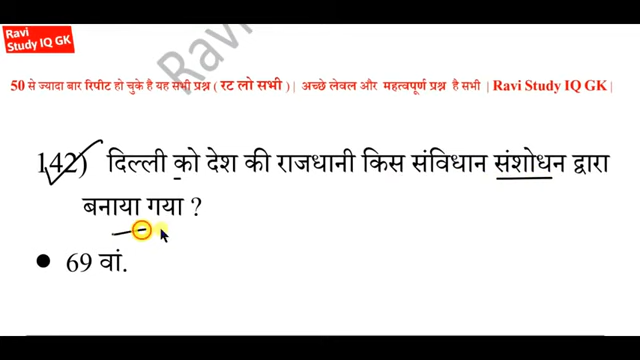 Ravi
Study IQ GK
Ravi
50 से ज्यादा बार रिपीट हो चुके है यह सभी प्रश्न ( रट लो सभी ) | अच्छे लेवल और महत्वपूर्ण प्रश्न है सभी | Ravi Study IQ GK |
142) दिल्ली को देश की राजधानी किस संविधान संशोधन द्वारा
बनाया गया ?
● 69 वां.